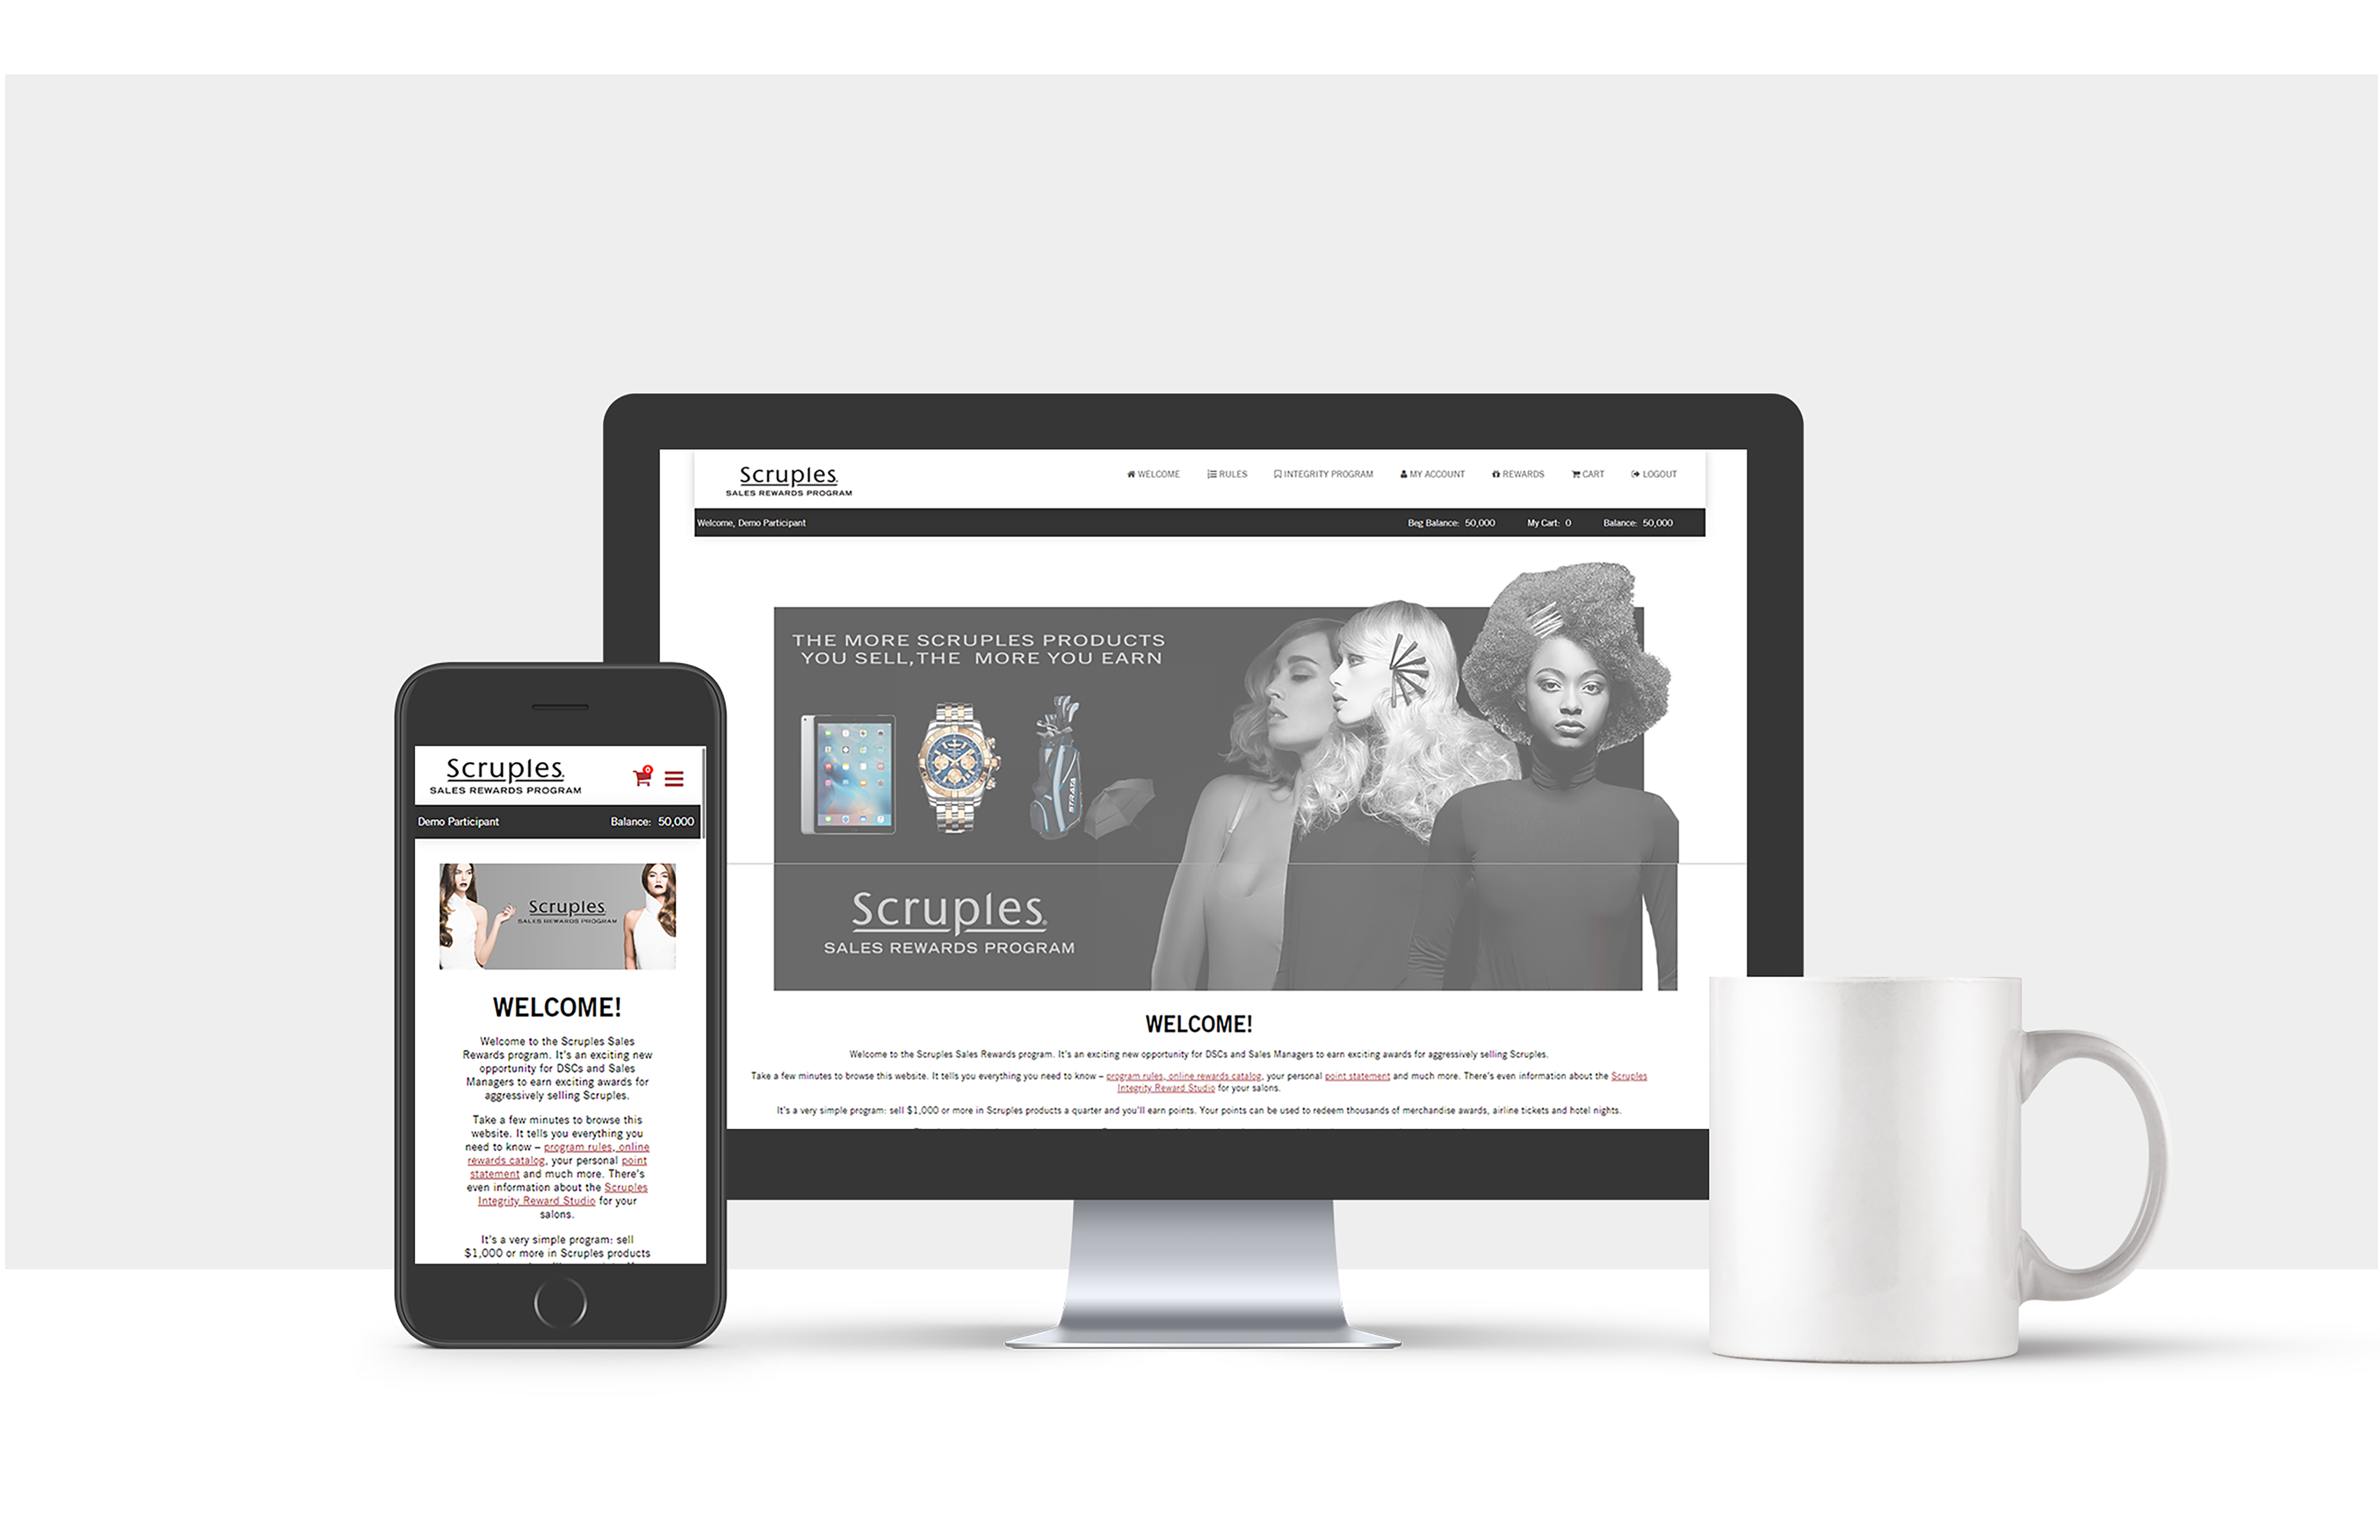 Scruples
SALES REWARDS PROGRAM
WELCOME
RULES
INTEGRITY PROGRAM
MY ACCOUNT
REWARDS
CART
LOGOUT
Welcome, Demo Participant
Beg Balance: 50,000
My Cart: 0
Balance: 50,000
THE MORE SCRUPLES PRODUCTS
YOU SELL, THE MORE YOU EARN
STRATA
Scruples®
SALES REWARDS PROGRAM
WELCOME!
Welcome to the Scruples Sales Rewards program. It's an exciting new opportunity for DSCs and Sales Managers to earn exciting awards for aggressively selling Scruples.
Take a few minutes to browse this website. It tells you everything you need to know – program rules, online rewards catalog, your personal point statement and much more. There's even information about the Scruples
Integrity Reward Studio for your salons.
It's a very simple program: sell $1,000 or more in Scruples products a quarter and you'll earn points. Your points can be used to redeem thousands of merchandise awards, airline tickets and hotel nights.
Scruples
SALES REWARDS PROGRAM
0
Demo Participant
Balance: 50,000
Scruples
SALES REWARDS PROGRAM
WELCOME!
Welcome to the Scruples Sales
Rewards program. It's an exciting new
opportunity for DSCs and Sales
Managers to earn exciting awards for
aggressively selling Scruples.
Take a few minutes to browse this
website. It tells you everything you
need to know – program rules, online
rewards catalog, your personal point
statement and much more. There's
even information about the Scruples
Integrity Reward Studio for your
salons.
It's a very simple program: sell
$1,000 or more in Scruples products